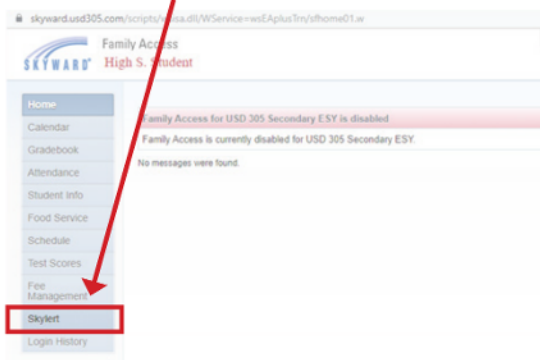 skyward.usd305.com/scripts/wsisa.dll/WService=wsEAplusTrn/sfhome01.w
Family Access
SKYWARD® High S. Student
Home
Family Access for USD 305 Secondary ESY is disabled
Calendar
Family Access is currently disabled for USD 305 Secondary ESY.
Gradebook
No messages were found.
Attendance
Student Info
Food Service
Schedule
Test Scores
Fee
Management
Skylert
Login History